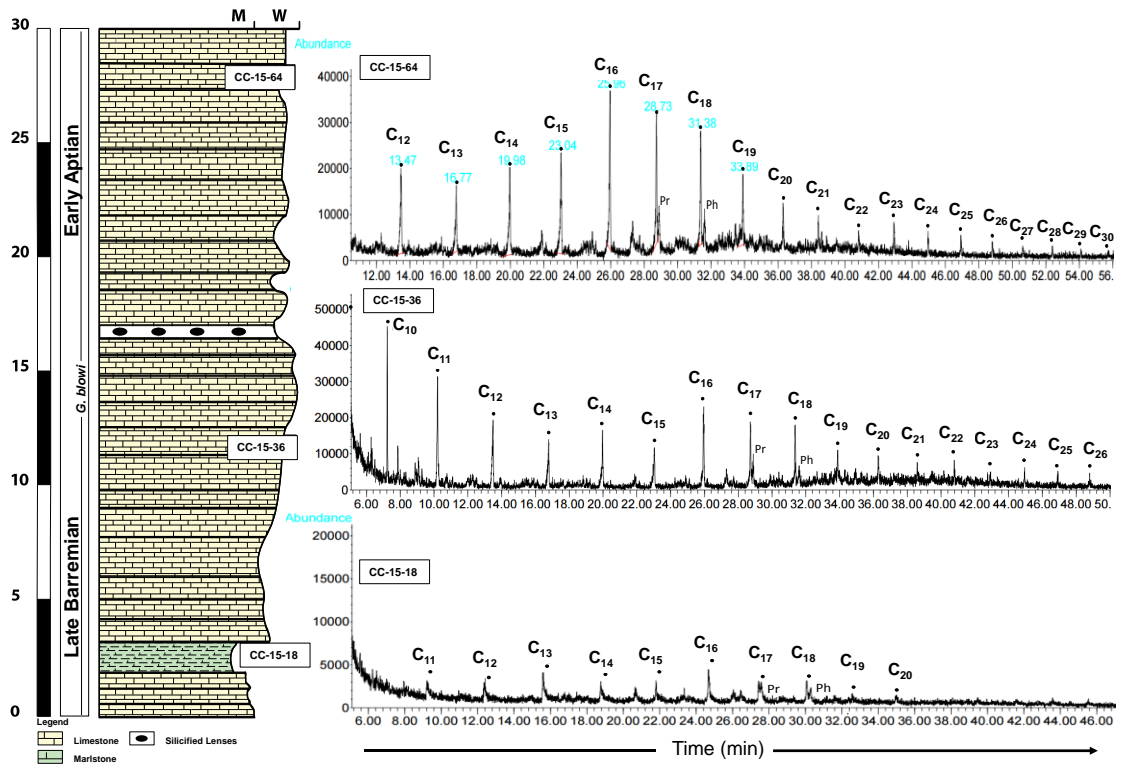 30
25
20
15
10
5
0
M W
Early Aptian
Late Barremian
G. blowi
CC-15-64
CC-15-36
CC-15-18
Legend
Limestone
Silicified Lenses
Marlstone
Abundance
CC-15-64
40000
30000
20000
10000
0
C12
13.47
C13
16.77
C14
19.98
C15
23.04
C16
25.96
C17
28.73
Pr
C18
31.38
Ph
C19
33.89
C20
C21
C22
C23
C24
C25
C26
C27
C28
C29
C30
12.00 14.00 16.00 18.00 20.00 22.00 24.00 26.00 28.00 30.00 32.00 34.00 36.00 38.00 40.00 42.00 44.00 46.00 48.00 50.00 52.00 54.00 56.
CC-15-36
50000
40000
30000
20000
10000
0
C10
C11
C12
C13
C14
C15
C16
C17
Pr
C18
Ph
C19
C20
C21
C22
C23
C24
C25
C26
6.00 8.00 10.00 12.00 14.00 16.00 18.00 20.00 22.00 24.00 26.00 28.00 30.00 32.00 34.00 36.00 38.00 40.00 42.00 44.00 46.00 48.00 50.
Abundance
CC-15-18
20000
15000
10000
5000
0
C11
C12
C13
C14
C15
C16
C17
Pr
C18
Ph
C19
C20
6.00 8.00 10.00 12.00 14.00 16.00 18.00 20.00 22.00 24.00 26.00 28.00 30.00 32.00 34.00 36.00 38.00 40.00 42.00 44.00 46.00
Time (min)